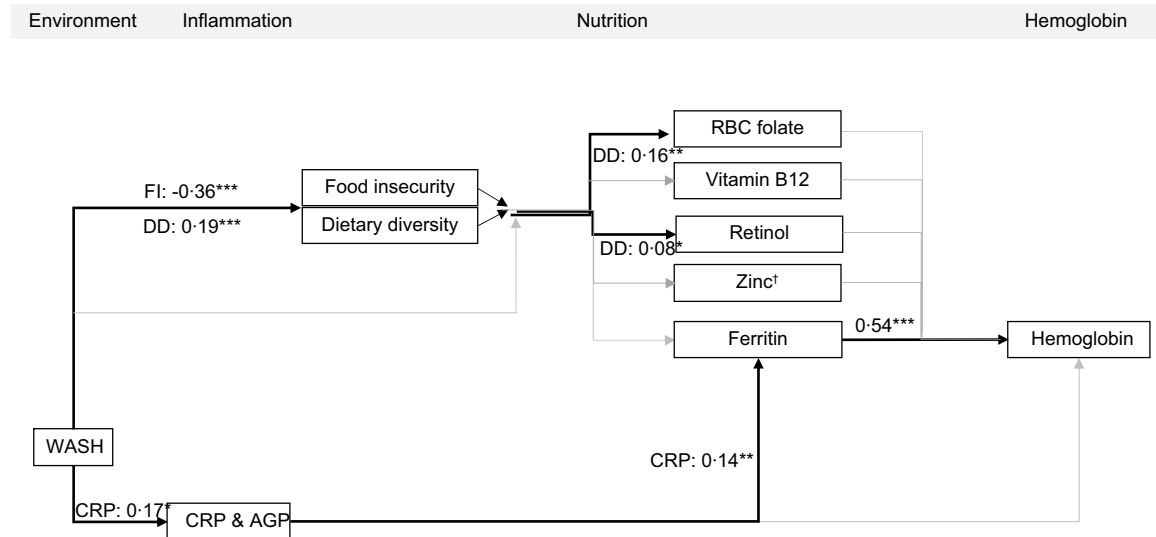 Environment Inflammation Nutrition Hemoglobin
RBC folate
DD: 0·16**
Vitamin B12
FI: -0·36***
Food insecurity
DD: 0·19***
Dietary diversity
Retinol
DD: 0·08*
Zinc†
0·54***
Ferritin
Hemoglobin
WASH
CRP: 0·14**
CRP: 0·17*
CRP & AGP